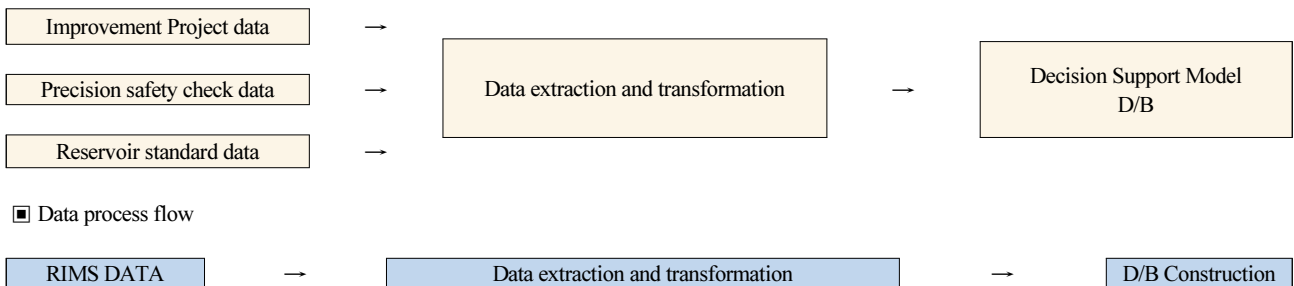 Improvement Project data →
Precision safety check data → Data extraction and transformation → Decision Support Model
D/B
Reservoir standard data →
▣ Data process flow
RIMS DATA → Data extraction and transformation → D/B Construction